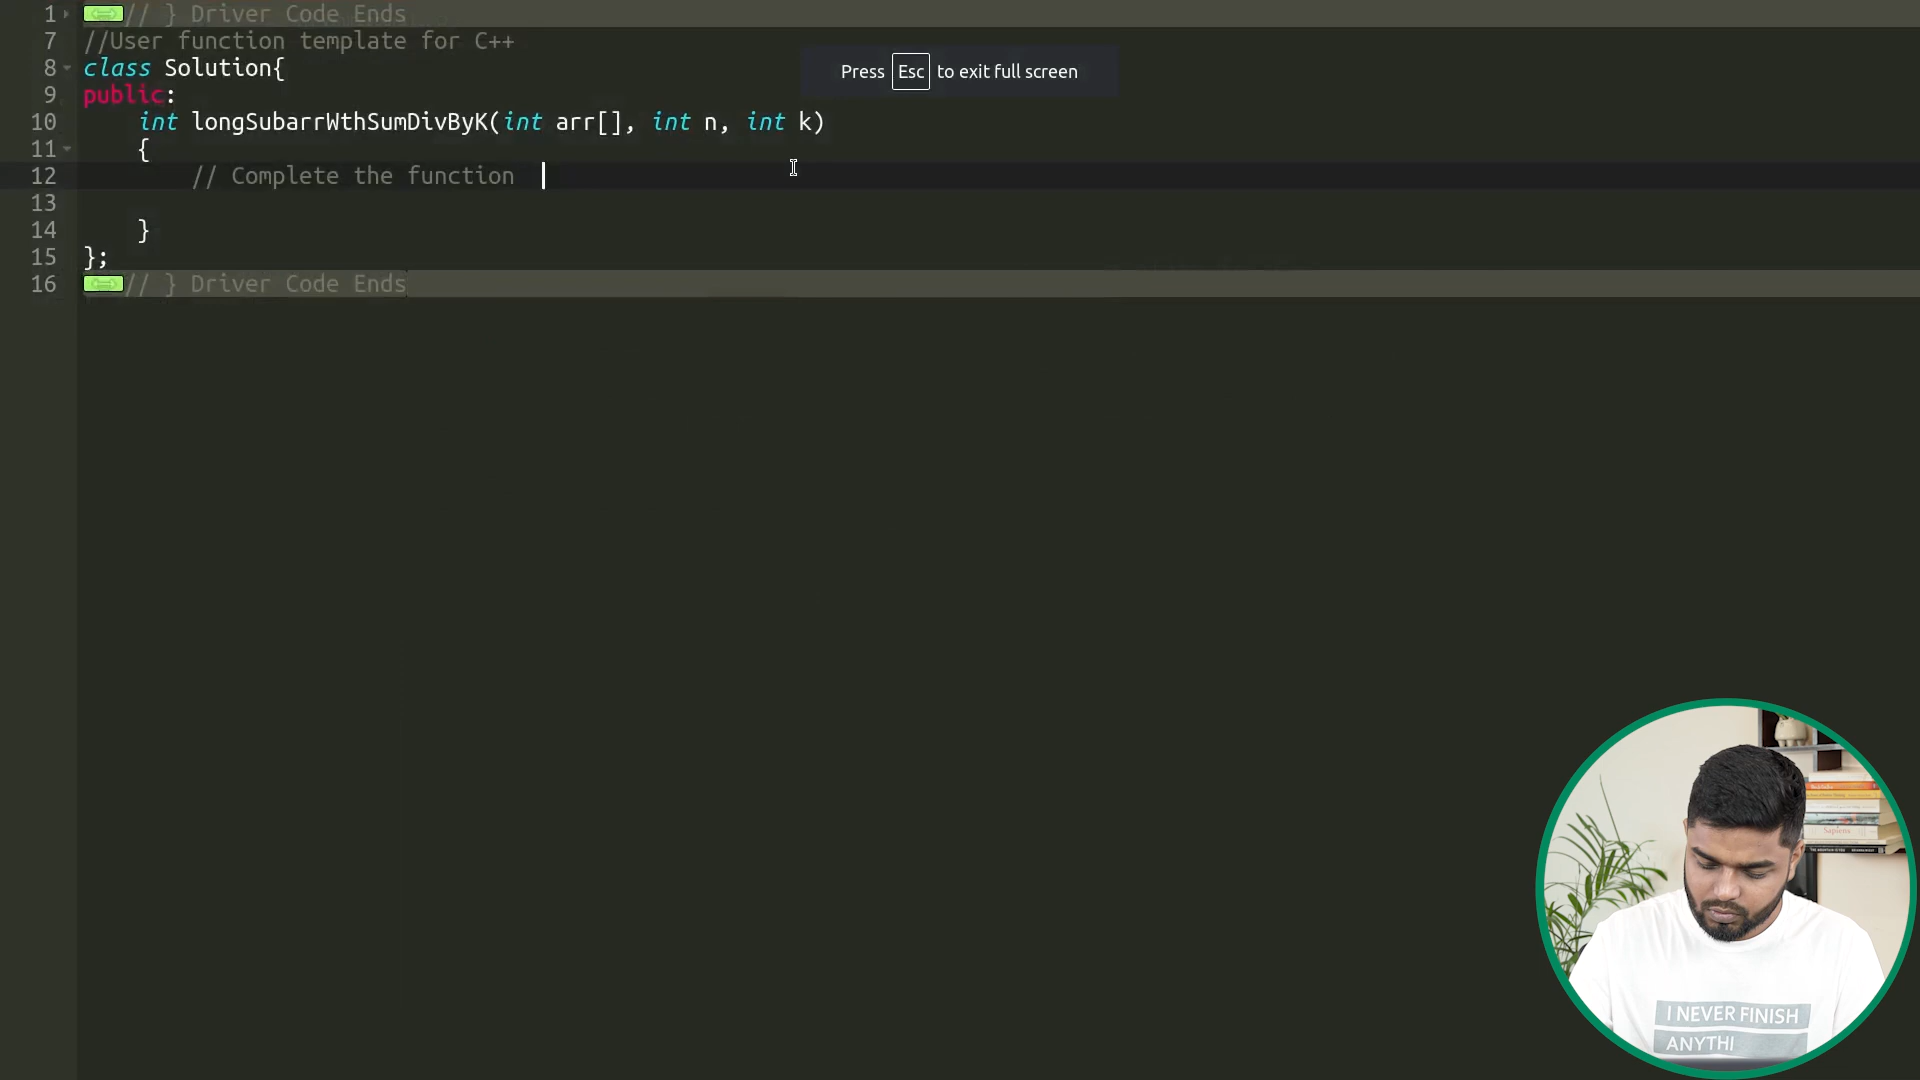 1 // } Driver Code Ends
7 //User function template for C++
8 class Solution{
9 public:
10 int longSubarrWthSumDivByK(int arr[], int n, int k)
11 {
12 // Complete the function
13
14 }
15 };
16 // } Driver Code Ends
Press Esc to exit full screen
Sapiens
I NEVER FINISH
ANYTHI